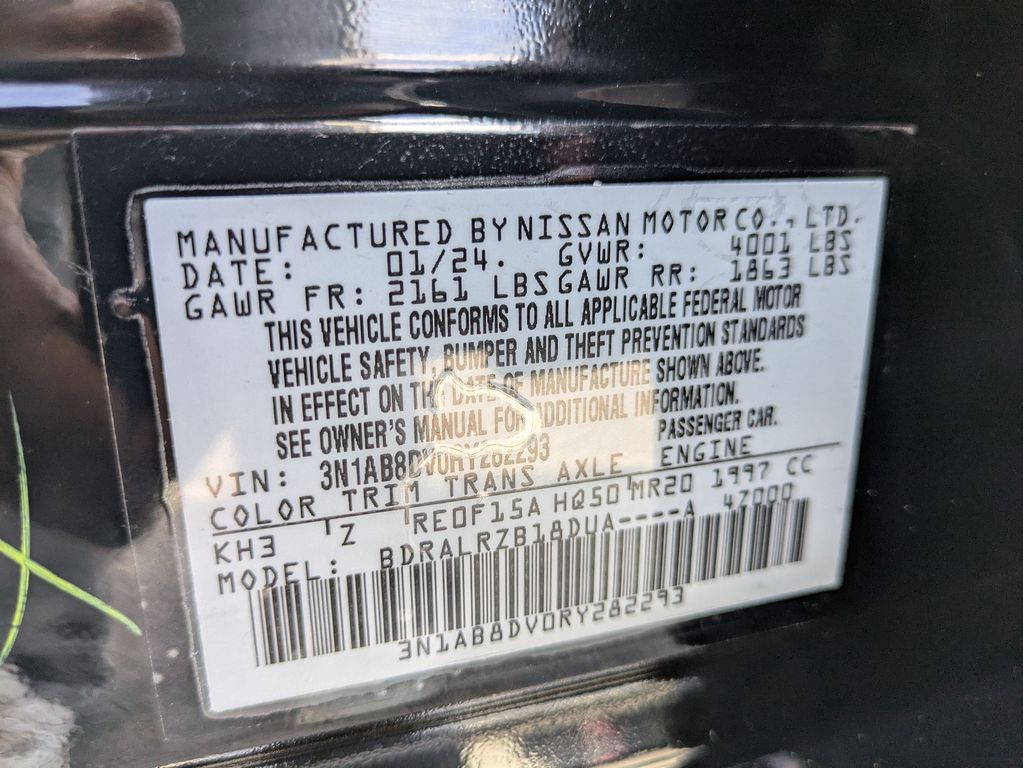 MANUFACTURED BY NISSAN MOTOR CO., LTD.
DATE: 01/24. GVWR: 4001 LBS
GAWR FR: 2161 LBS GAWR RR: 1863 LBS
THIS VEHICLE CONFORMS TO ALL APPLICABLE FEDERAL MOTOR
VEHICLE SAFETY, BUMPER AND THEFT PREVENTION STANDARDS
IN EFFECT ON THE DATE OF MANUFACTURE SHOWN ABOVE.
SEE OWNER'S MANUAL FOR ADDITIONAL INFORMATION.
VIN: 3N1AB8DV0RY282293 PASSENGER CAR.
COLOR TRIM TRANS AXLE ENGINE
KH3 Z RE0F15A HQ50 MR20 1997 CC
MODEL: BDRALRZB18DUA----A 47000
3N1AB8DV0RY282293